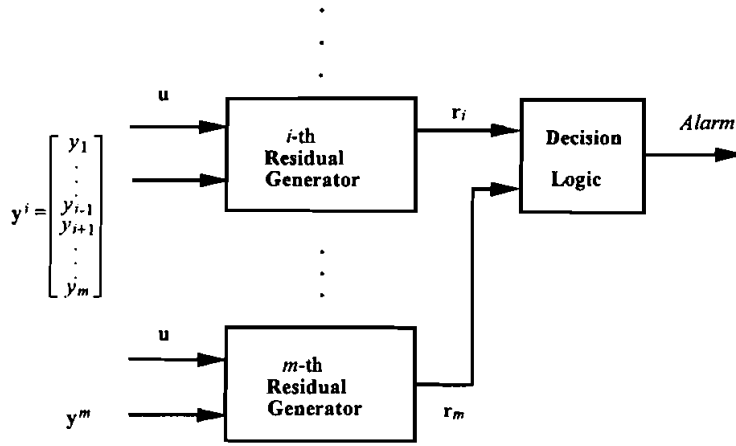 u
i-th
Residual
Generator
r_i
Decision
Logic
Alarm
y^i =
y_1
y_{i-1}
y_{i+1}
y_m
u
m-th
Residual
Generator
y^m
r_m